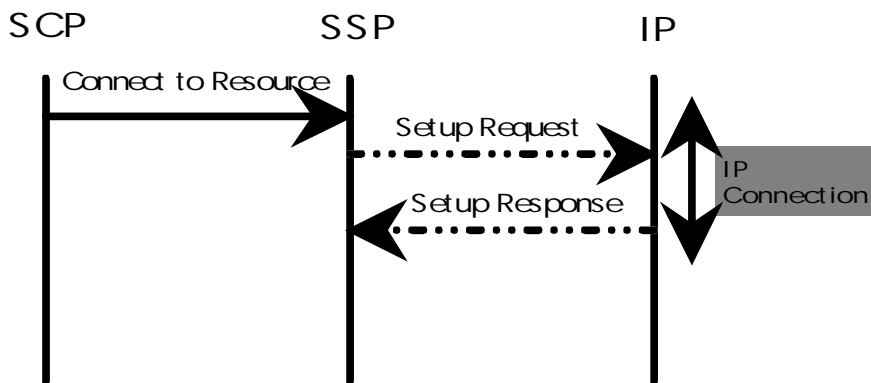 SCP SSP IP
Connect to Resource
Setup Request
IP
Connection
Setup Response